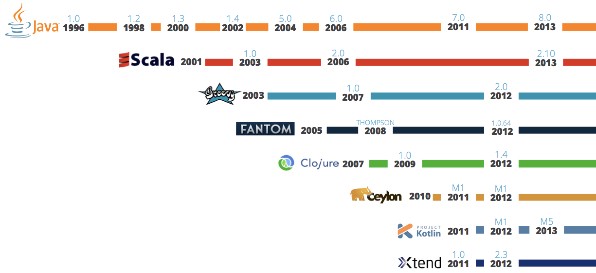 1.0 1.2 1.3 1.4 5.0 6.0 7.0 8.0
Java 1996 1998 2000 2002 2004 2006 2011 2013
1.0 2.0 2.10
Scala 2001 2003 2006 2013
1.0 2.0
Groovy 2003 2007 2012
THOMPSON 1.0.64
FANTOM 2005 2008 2012
1.0 1.4
Clojure 2007 2009 2012
M1 M1
Ceylon 2010 2011 2012
PROJECT M1 M5
Kotlin 2011 2012 2013
1.0 2.3
Xtend 2011 2012